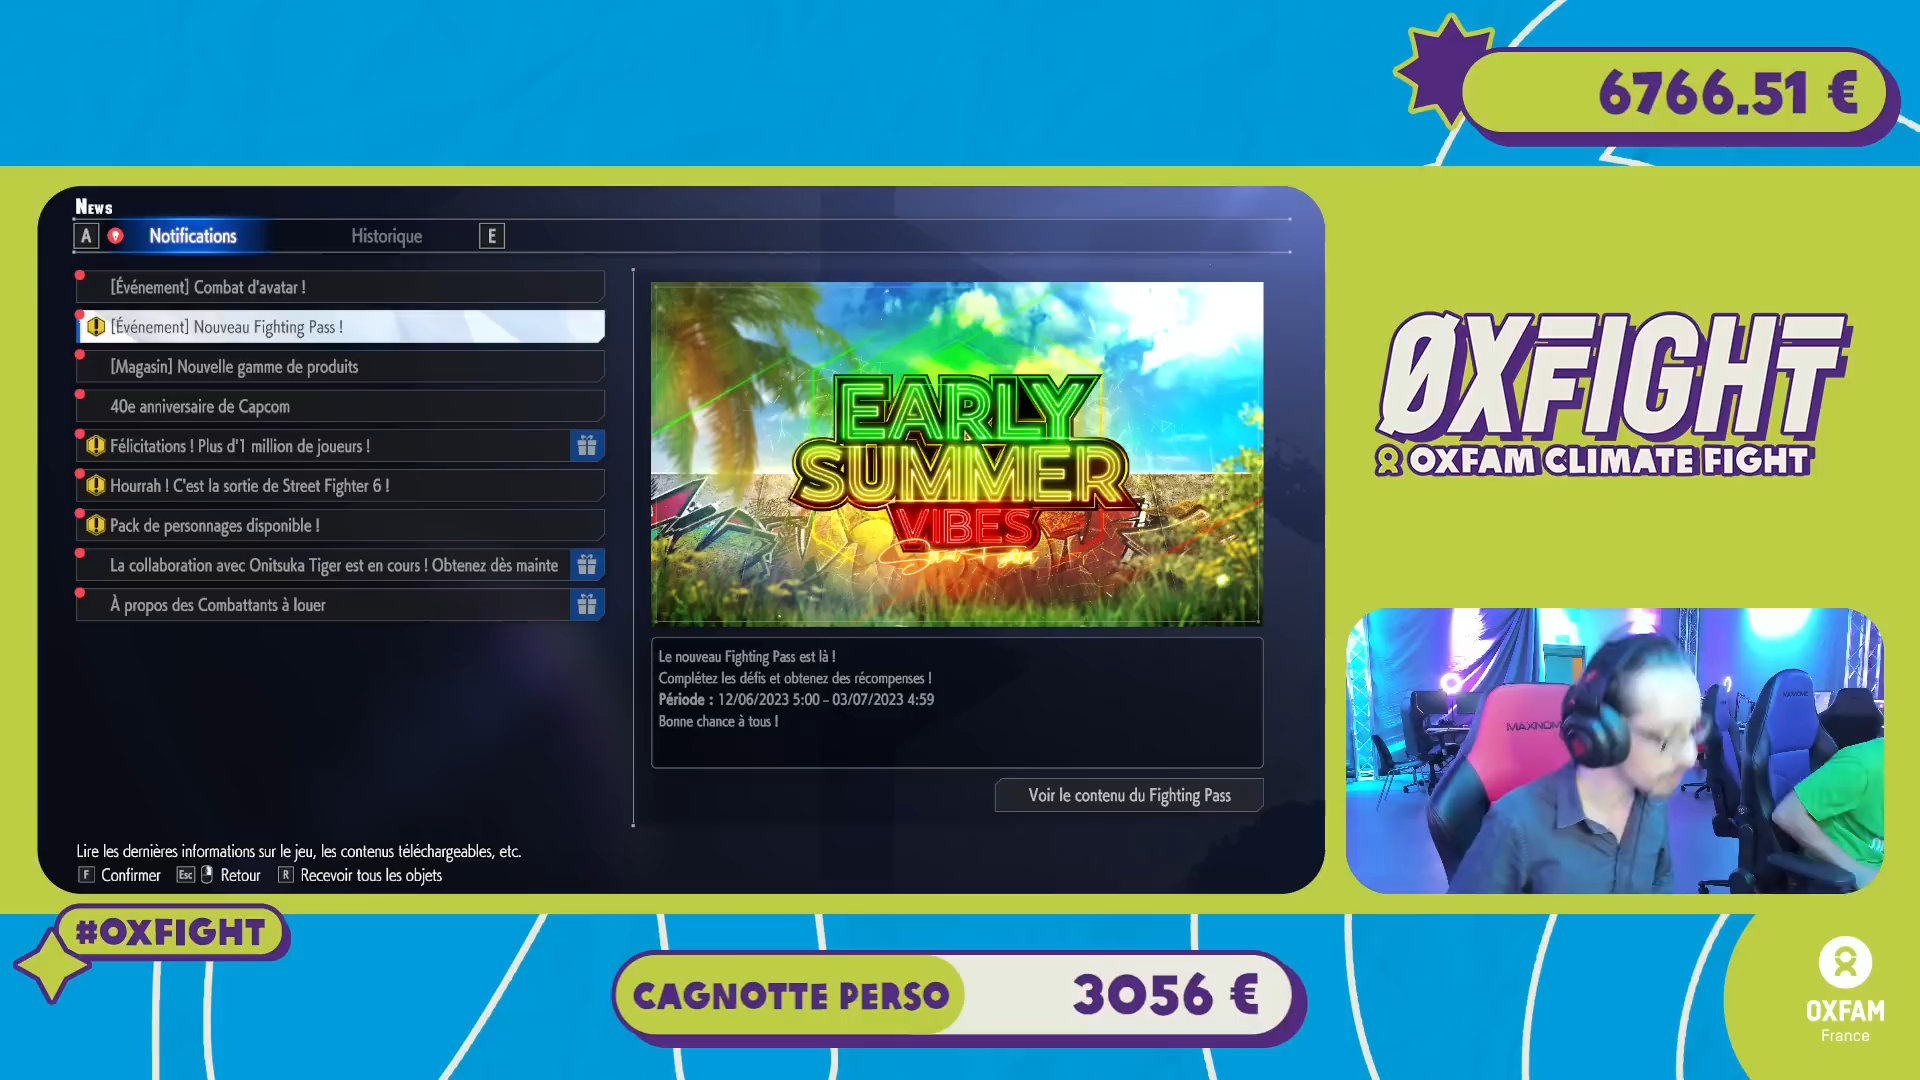 6766.51 €
News
A
Notifications
Historique
E
[Événement] Combat d'avatar !
[Événement] Nouveau Fighting Pass !
[Magasin] Nouvelle gamme de produits
40e anniversaire de Capcom
Félicitations ! Plus d'1 million de joueurs !
Hourrah ! C'est la sortie de Street Fighter 6 !
Pack de personnages disponible !
La collaboration avec Onitsuka Tiger est en cours ! Obtenez dès mainte
À propos des Combattants à louer
EARLY
SUMMER
VIBES
Street Fighter
Le nouveau Fighting Pass est là !
Complétez les défis et obtenez des récompenses !
Période : 12/06/2023 5:00 – 03/07/2023 4:59
Bonne chance à tous !
Voir le contenu du Fighting Pass
Lire les dernières informations sur le jeu, les contenus téléchargeables, etc.
F Confirmer Esc Retour R Recevoir tous les objets
ØXFIGHT
OXFAM CLIMATE FIGHT
MAXNOM
#OXFIGHT
CAGNOTTE PERSO
3056 €
OXFAM
France